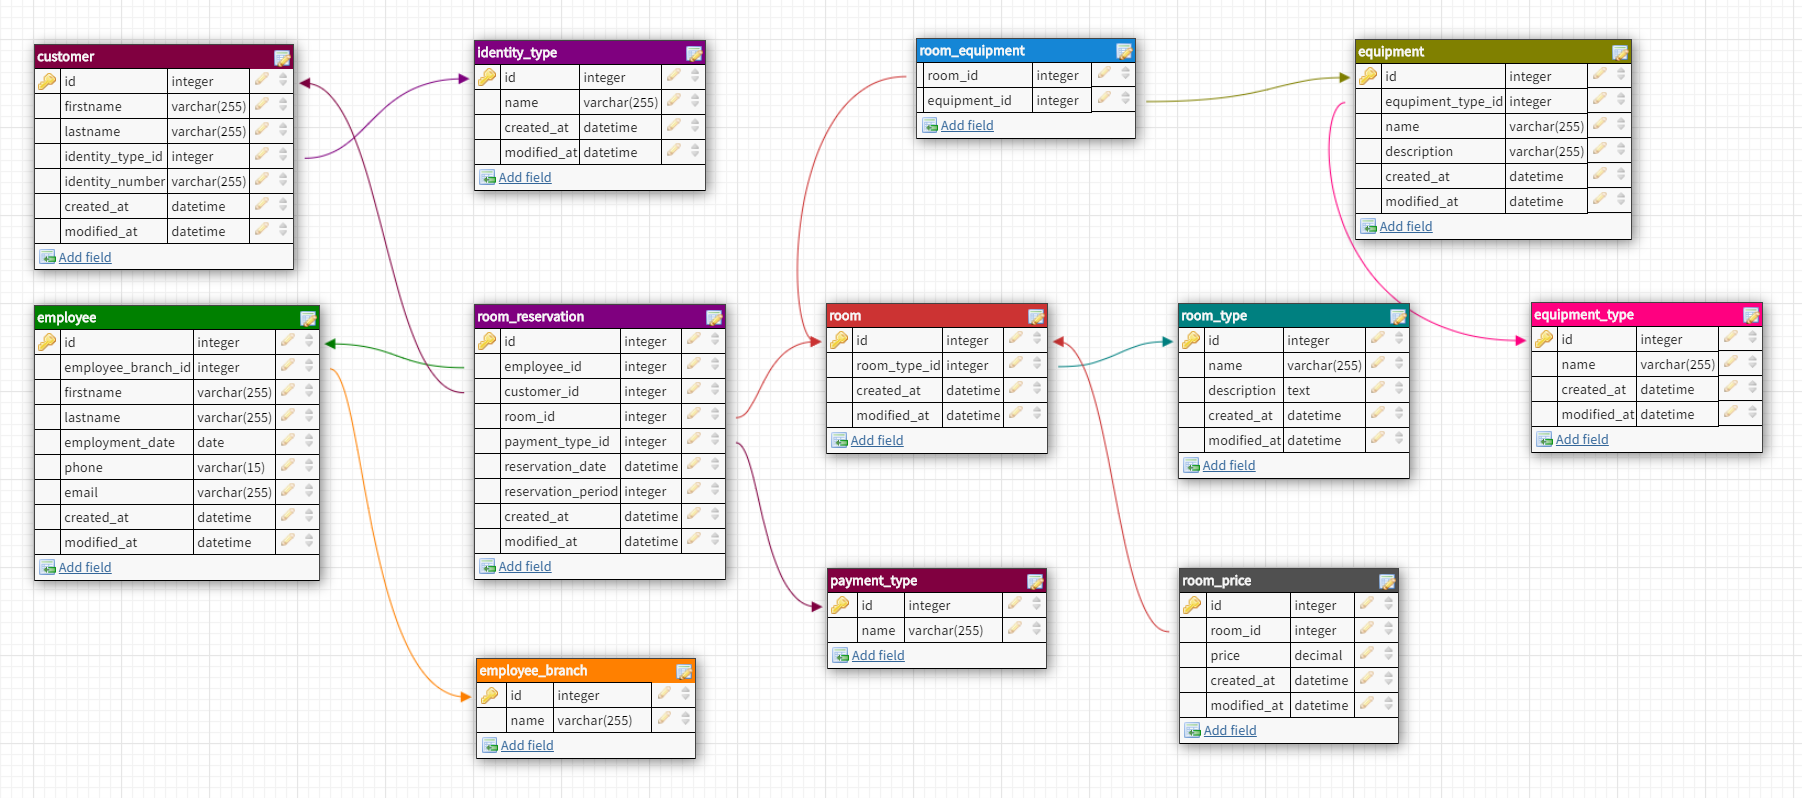 customer
id integer
firstname varchar(255)
lastname varchar(255)
identity_type_id integer
identity_number varchar(255)
created_at datetime
modified_at datetime
Add field
identity_type
id integer
name varchar(255)
created_at datetime
modified_at datetime
Add field
room_equipment
room_id integer
equipment_id integer
Add field
equipment
id integer
equpiment_type_id integer
name varchar(255)
description varchar(255)
created_at datetime
modified_at datetime
Add field
employee
id integer
employee_branch_id integer
firstname varchar(255)
lastname varchar(255)
employment_date date
phone varchar(15)
email varchar(255)
created_at datetime
modified_at datetime
Add field
room_reservation
id integer
employee_id integer
customer_id integer
room_id integer
payment_type_id integer
reservation_date datetime
reservation_period integer
created_at datetime
modified_at datetime
Add field
room
id integer
room_type_id integer
created_at datetime
modified_at datetime
Add field
room_type
id integer
name varchar(255)
description text
created_at datetime
modified_at datetime
Add field
equipment_type
id integer
name varchar(255)
created_at datetime
modified_at datetime
Add field
payment_type
id integer
name varchar(255)
Add field
room_price
id integer
room_id integer
price decimal
created_at datetime
modified_at datetime
Add field
employee_branch
id integer
name varchar(255)
Add field